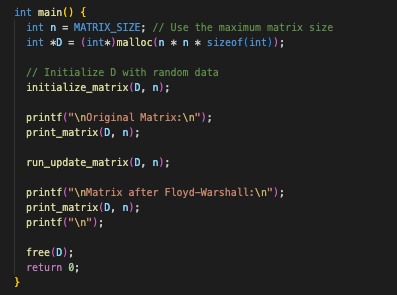 int main() {
  int n = MATRIX_SIZE; // Use the maximum matrix size
  int *D = (int*)malloc(n * n * sizeof(int));

  // Initialize D with random data
  initialize_matrix(D, n);

  printf("\nOriginal Matrix:\n");
  print_matrix(D, n);

  run_update_matrix(D, n);

  printf("\nMatrix after Floyd-Warshall:\n");
  print_matrix(D, n);
  printf("\n");

  free(D);
  return 0;
}